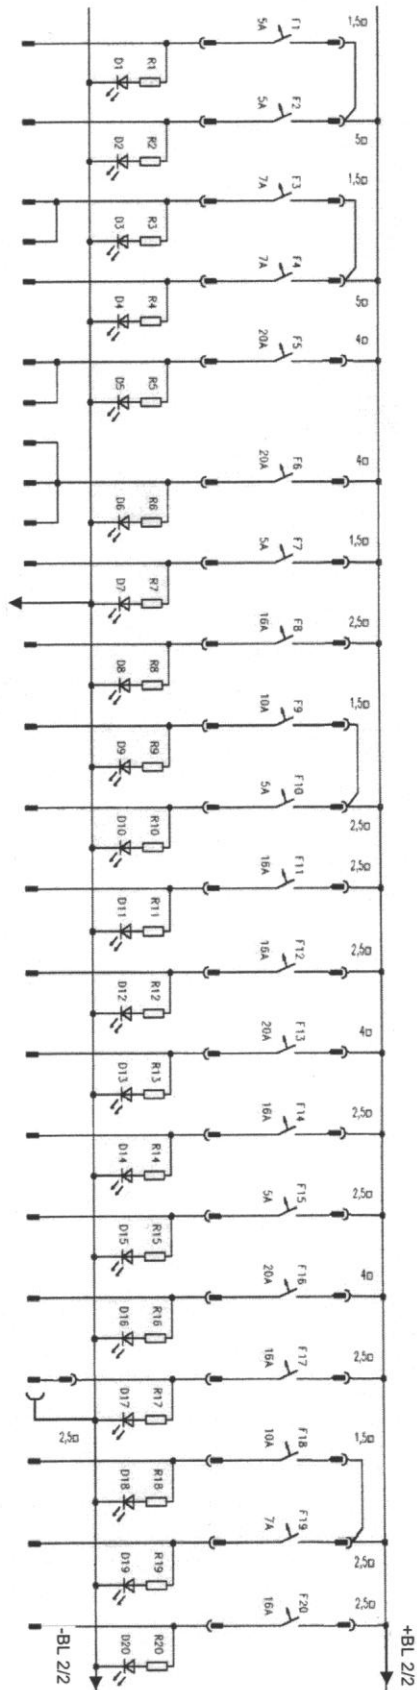 1,5□
F1
5A
R1
D1
F2
5A
5□
R2
D2
1,5□
F3
7A
R3
D3
F4
7A
5□
R4
D4
4□
F5
20A
R5
D5
4□
F6
20A
R6
D6
1,5□
F7
5A
R7
D7
2,5□
F8
16A
R8
D8
1,5□
F9
10A
R9
D9
F10
5A
2,5□
R10
D10
2,5□
F11
16A
R11
D11
2,5□
F12
16A
R12
D12
4□
F13
20A
R13
D13
2,5□
F14
16A
R14
D14
2,5□
F15
5A
R15
D15
4□
F16
20A
R16
D16
2,5□
F17
16A
R17
D17
2,5□
1,5□
F18
10A
R18
D18
F19
7A
2,5□
R19
D19
2,5□
F20
16A
R20
D20
+BL 2/2
-BL 2/2